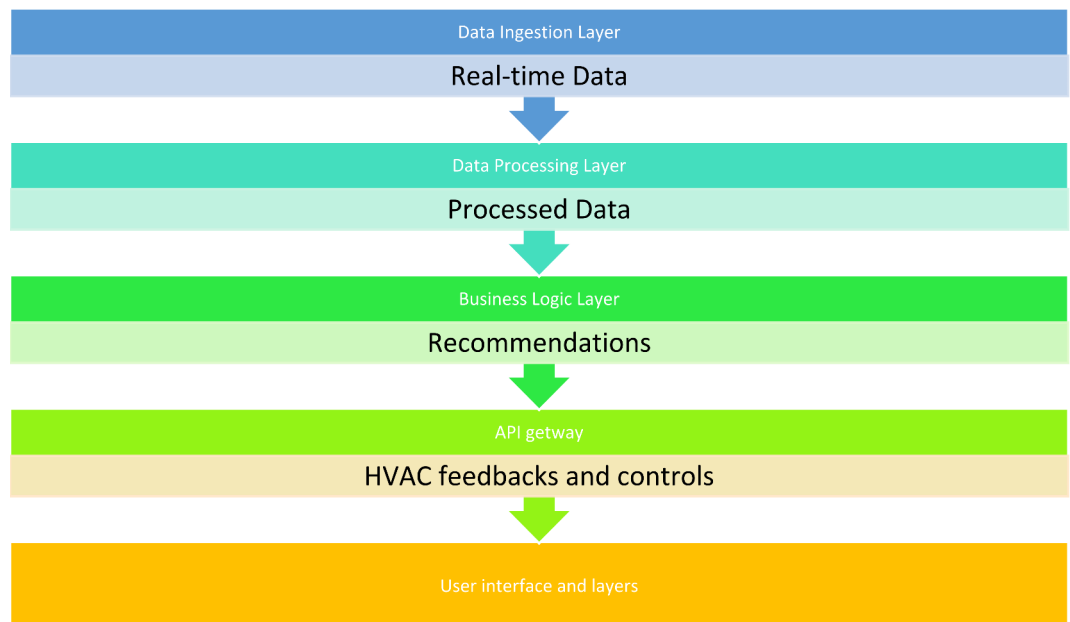 Data Ingestion Layer
Real-time Data
Data Processing Layer
Processed Data
Business Logic Layer
Recommendations
API getway
HVAC feedbacks and controls
User interface and layers